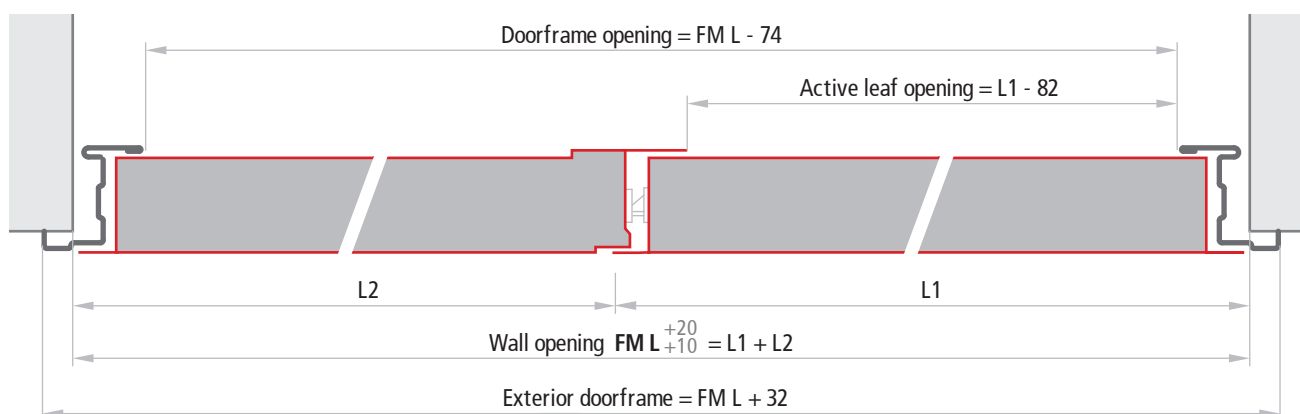 Doorframe opening = FM L - 74
Active leaf opening = L1 - 82
L2
L1
Wall opening FM L +20 +10 = L1 + L2
Exterior doorframe = FM L + 32